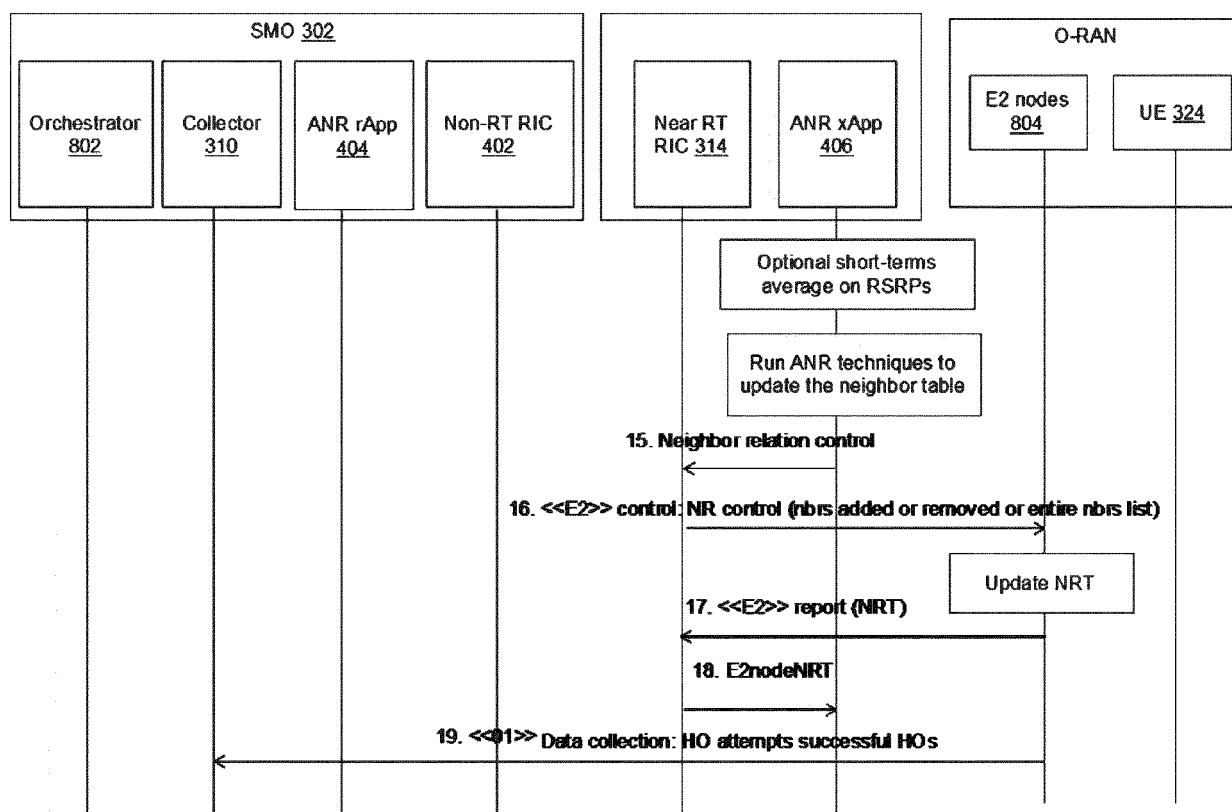 SMO 302
O-RAN
Orchestrator
802
Collector
310
ANR rApp
404
Non-RT RIC
402
Near RT
RIC 314
ANR xApp
406
E2 nodes
804
UE 324
Optional short-terms
average on RSRPs
Run ANR techniques to
update the neighbor table
15. Neighbor relation control
16. <<E2>> control: NR control (nbrs added or removed or entire nbrs list)
Update NRT
17. <<E2>> report (NRT)
18. E2nodeNRT
19. <<01>> Data collection: HO attempts successful HOs